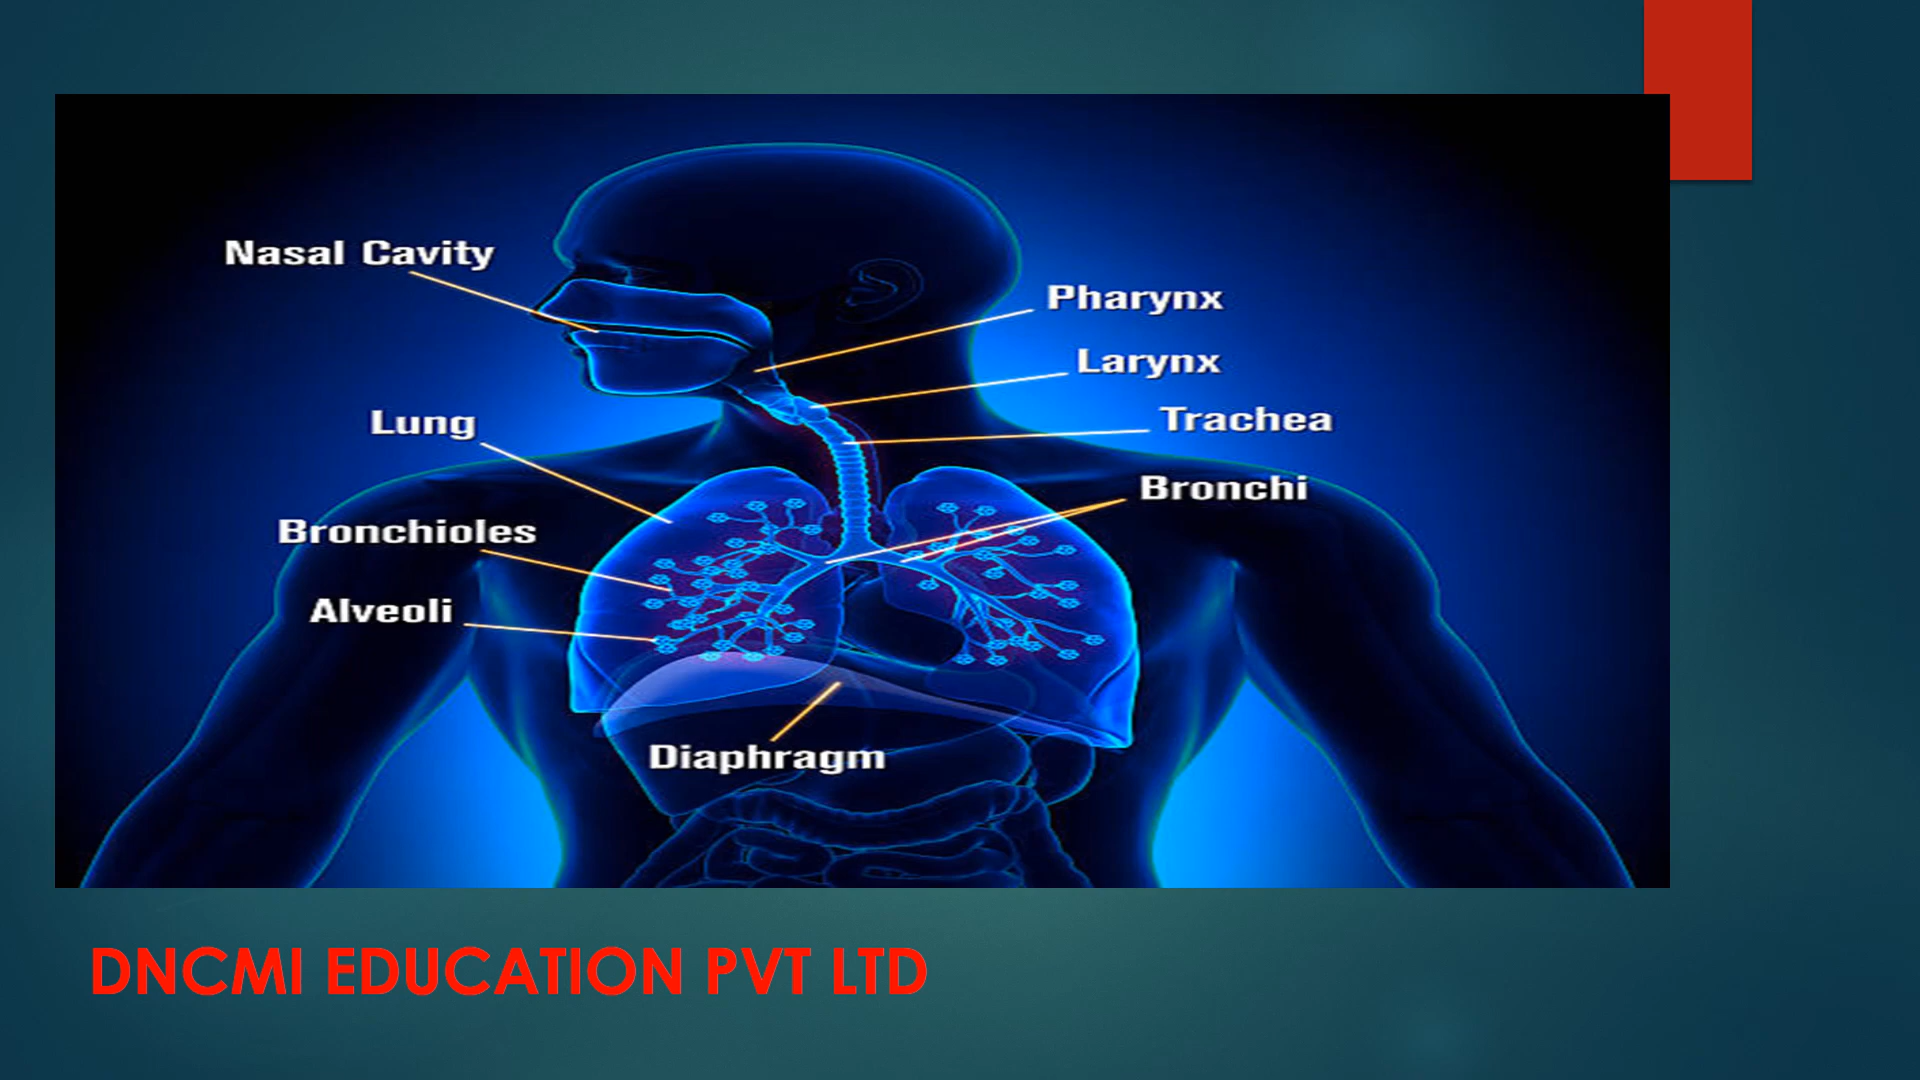 Nasal Cavity
Pharynx
Larynx
Trachea
Lung
Bronchi
Bronchioles
Alveoli
Diaphragm
DNCMI EDUCATION PVT LTD